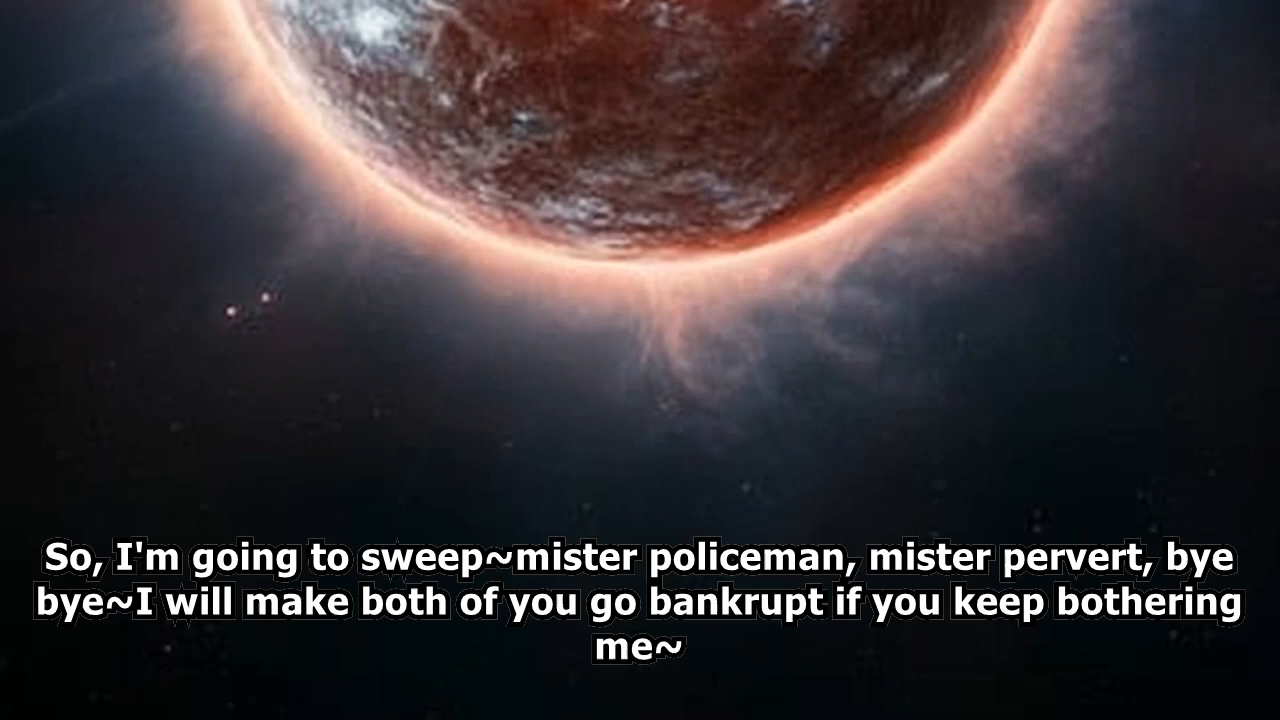 So, I'm going to sweep~mister policeman, mister pervert, bye
bye~I will make both of you go bankrupt if you keep bothering
me~